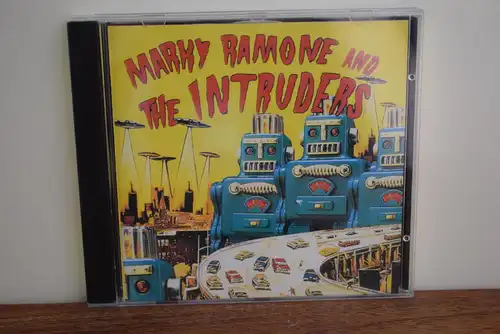 MARKY RAMONE AND
THE INTRUDERS